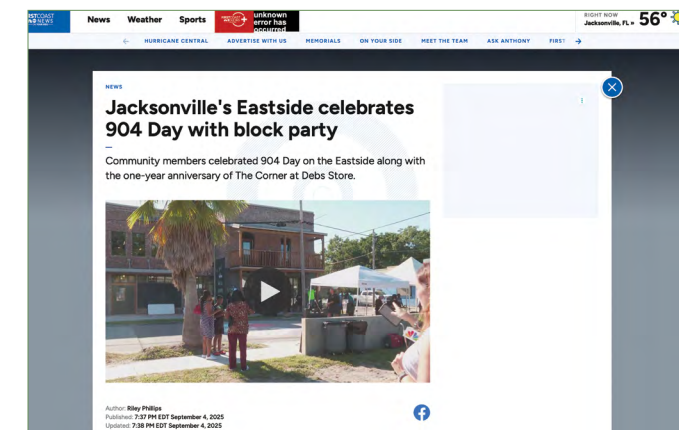 News Weather Sports
unknown
error has
occurred
RIGHT NOW
Jacksonville, FL » 56°
← HURRICANE CENTRAL ADVERTISE WITH US MEMORIALS ON YOUR SIDE MEET THE TEAM ASK ANTHONY FIRST →
NEWS
Jacksonville's Eastside celebrates
904 Day with block party
Community members celebrated 904 Day on the Eastside along with
the one-year anniversary of The Corner at Debs Store.
Author: Riley Phillips
Published: 7:37 PM EDT September 4, 2025
Updated: 7:38 PM EDT September 4, 2025